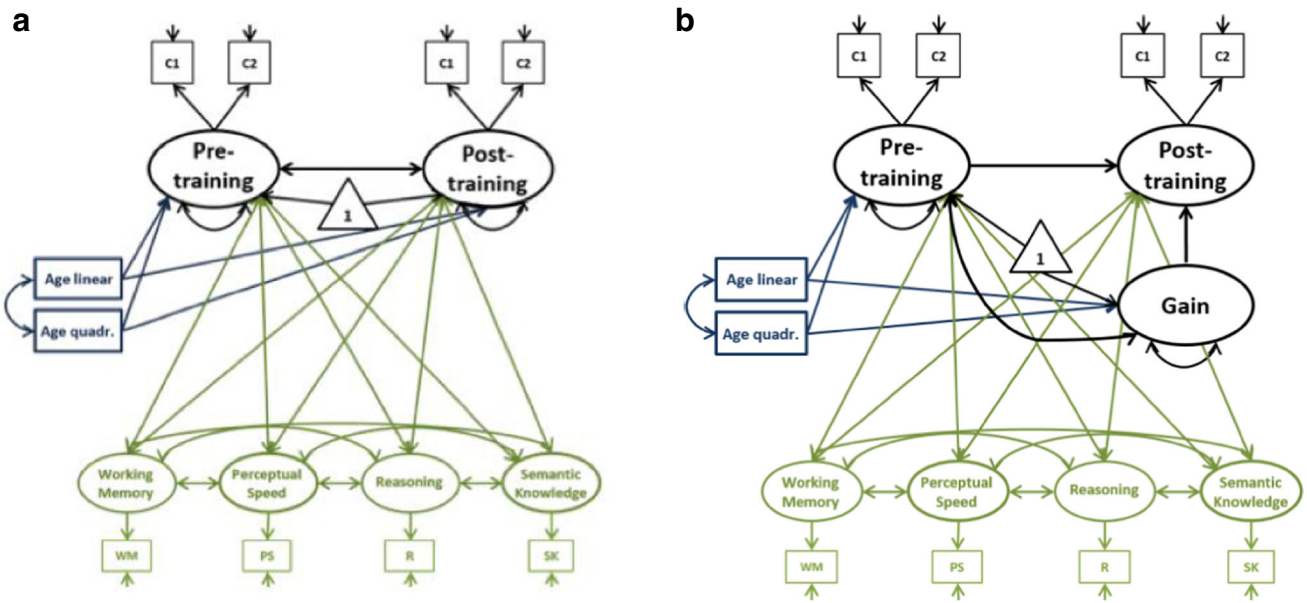 a
C1
C2
C1
C2
Pre-
training
Post-
training
1
Age linear
Age quadr.
Working
Memory
Perceptual
Speed
Reasoning
Semantic
Knowledge
WM
PS
R
SK
b
C1
C2
C1
C2
Pre-
training
Post-
training
1
Age linear
Age quadr.
Gain
Working
Memory
Perceptual
Speed
Reasoning
Semantic
Knowledge
WM
PS
R
SK